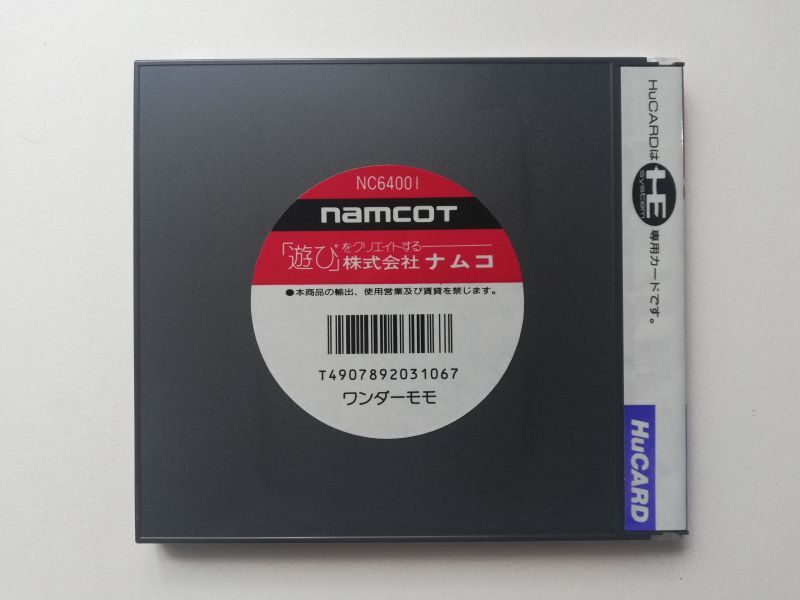 NC64001
namcot
「遊び」をクリエイトする
株式会社 ナムコ
●本商品の輸出、使用営業及び賃貸を禁じます。
T4907892031067
ワンダーモモ
HuCARDは
HE
system
専用カードです。
HuCARD